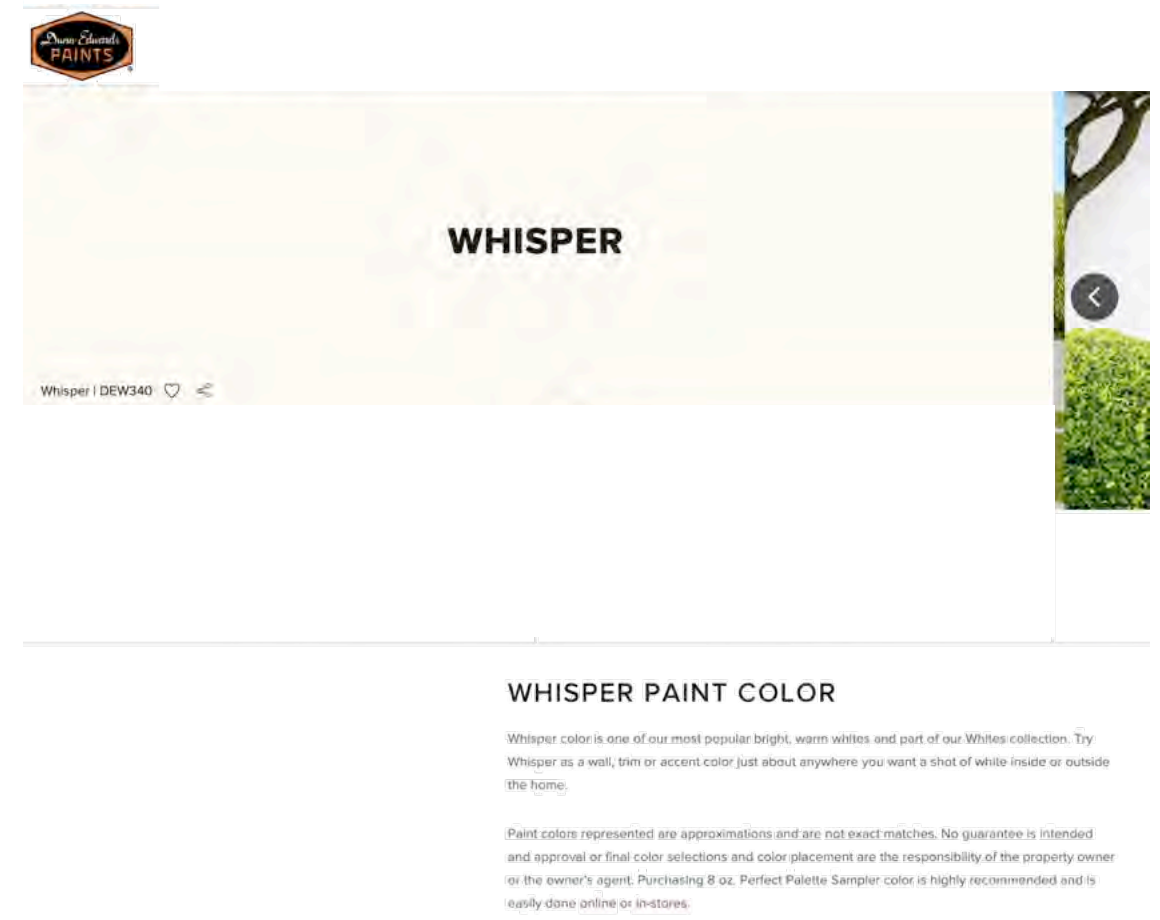 Dunn-Edwards
PAINTS
WHISPER
Whisper | DEW340
WHISPER PAINT COLOR
Whisper color is one of our most popular bright, warm whites and part of our Whites collection. Try
Whisper as a wall, trim or accent color just about anywhere you want a shot of white inside or outside
the home.
Paint colors represented are approximations and are not exact matches. No guarantee is intended
and approval or final color selections and color placement are the responsibility of the property owner
or the owner's agent. Purchasing 8 oz. Perfect Palette Sampler color is highly recommended and is
easily done online or in-stores.